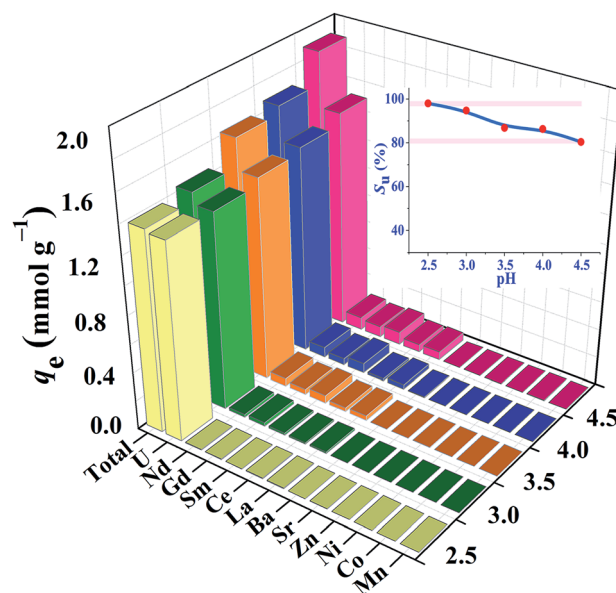 2.0
1.6
1.2
0.8
0.4
0.0
qe (mmol g⁻¹)
Total
U
Nd
Gd
Sm
Ce
La
Ba
Sr
Zn
Ni
Co
Mn
2.5
3.0
3.5
4.0
4.5
100
80
60
40
Su (%)
2.5 3.0 3.5 4.0 4.5
pH